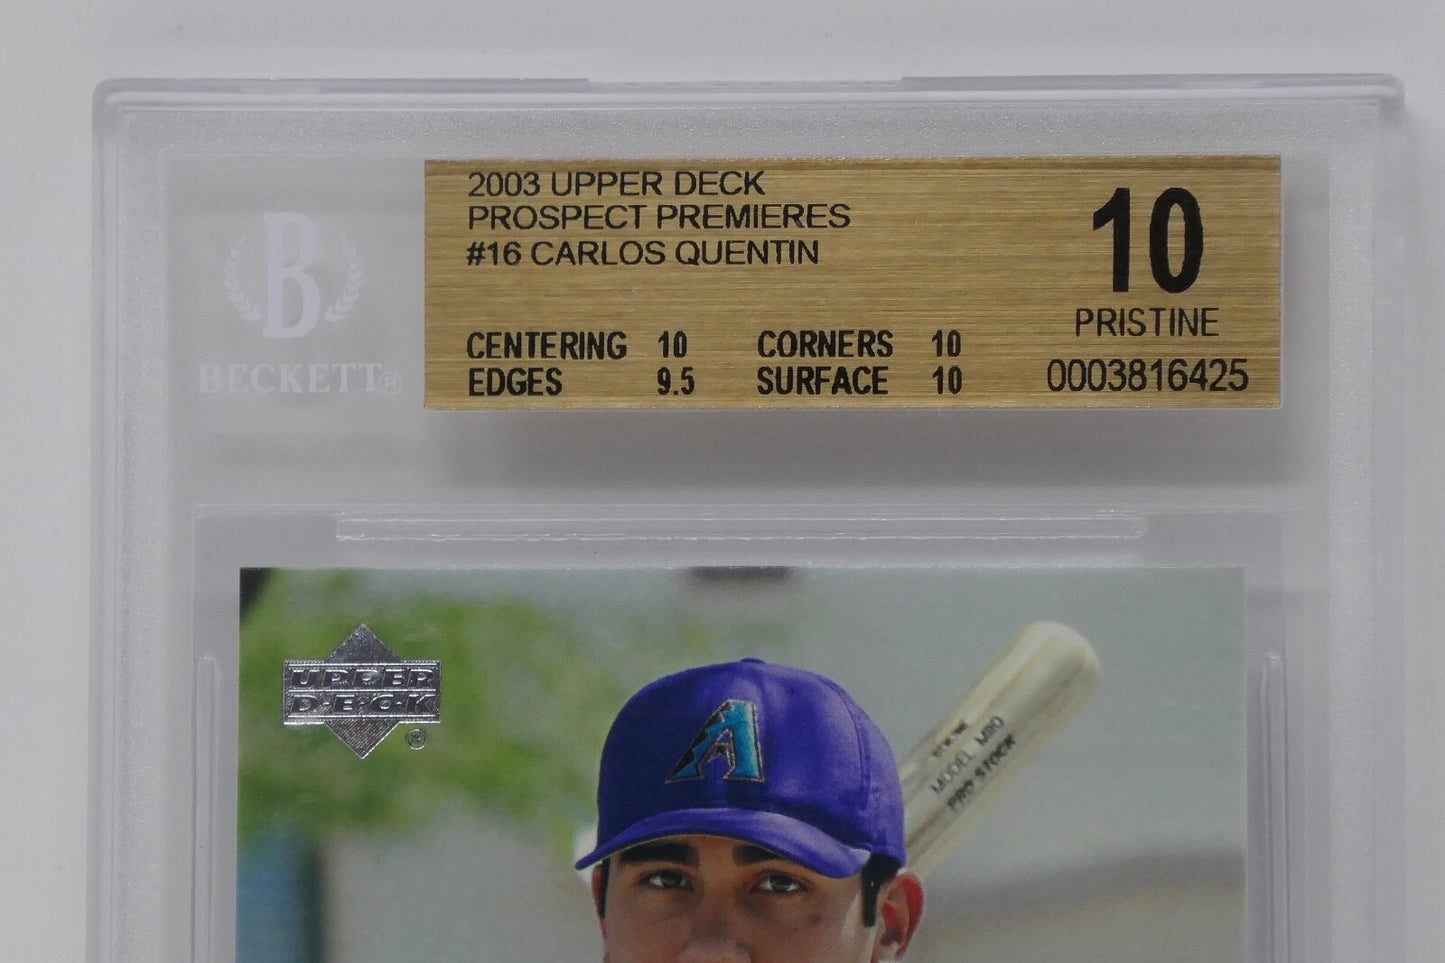 2003 UPPER DECK
PROSPECT PREMIERES
#16 CARLOS QUENTIN
10
PRISTINE
0003816425
CENTERING 10 CORNERS 10
EDGES 9.5 SURFACE 10
B
BECKETT®
UPPER
DECK
®
A
MODEL M90
PRO STOCK